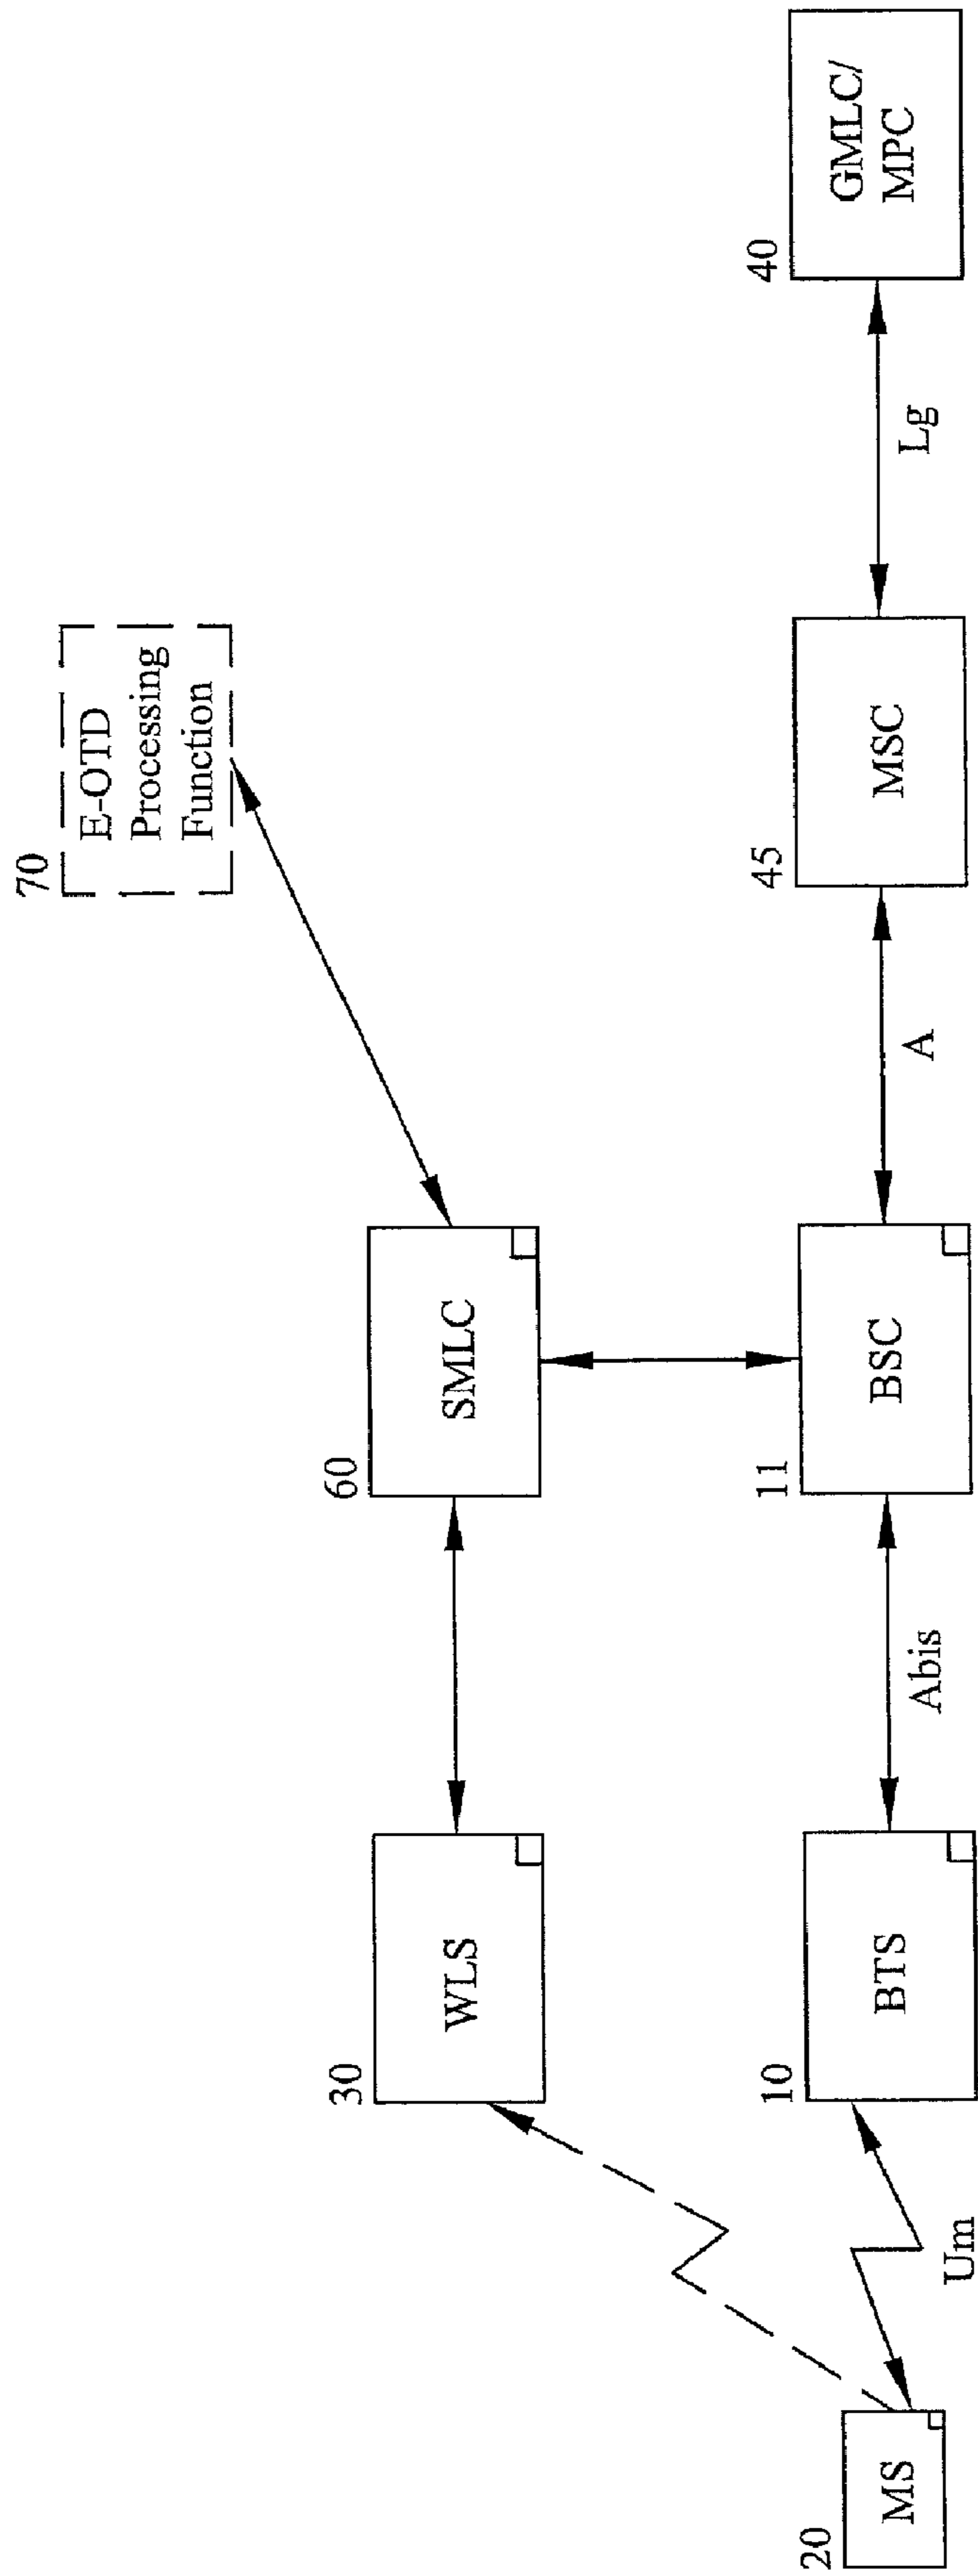 70
E-OTD
Processing
Function
30
WLS
60
SMLC
20
MS
Um
10
BTS
Abis
11
BSC
A
45
MSC
Lg
40
GMLC/
MPC